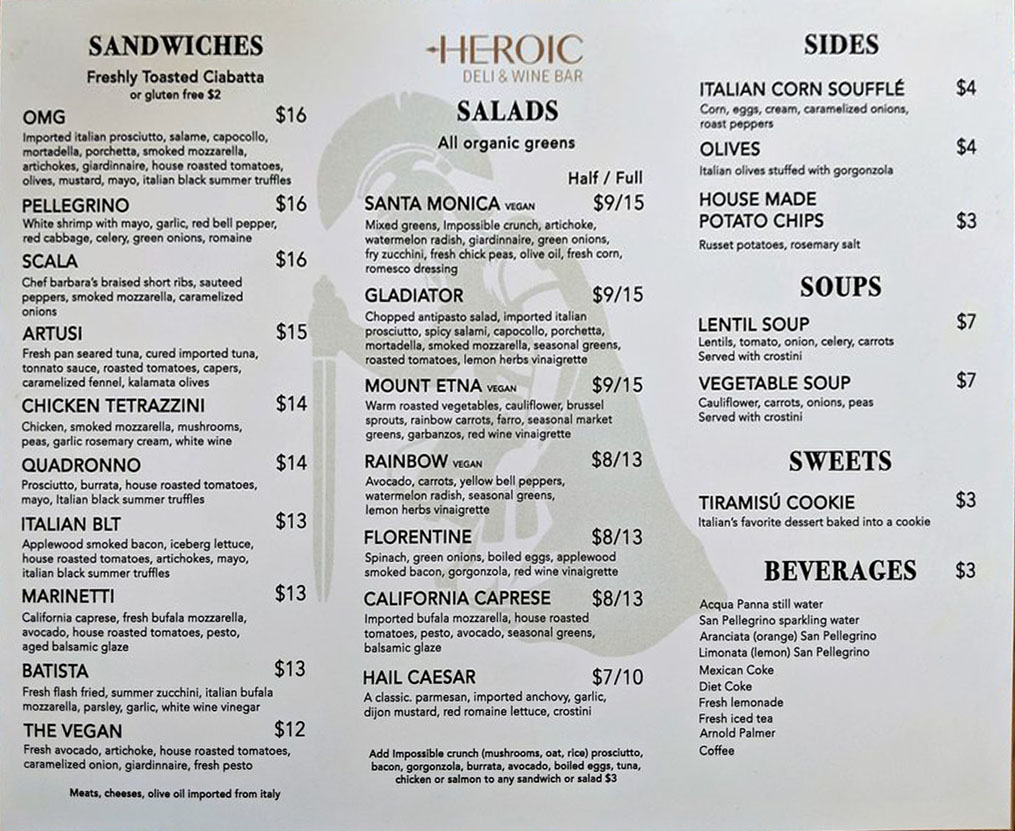 SANDWICHES
Freshly Toasted Ciabatta
or gluten free $2
OMG $16
Imported italian prosciutto, salame, capocollo,
mortadella, porchetta, smoked mozzarella,
artichokes, giardinnaire, house roasted tomatoes,
olives, mustard, mayo, italian black summer truffles
PELLEGRINO $16
White shrimp with mayo, garlic, red bell pepper,
red cabbage, celery, green onions, romaine
SCALA $16
Chef barbara's braised short ribs, sauteed
peppers, smoked mozzarella, caramelized
onions
ARTUSI $15
Fresh pan seared tuna, cured imported tuna,
tonnato sauce, roasted tomatoes, capers,
caramelized fennel, kalamata olives
CHICKEN TETRAZZINI $14
Chicken, smoked mozzarella, mushrooms,
peas, garlic rosemary cream, white wine
QUADRONNO $14
Prosciutto, burrata, house roasted tomatoes,
mayo, Italian black summer truffles
ITALIAN BLT $13
Applewood smoked bacon, iceberg lettuce,
house roasted tomatoes, artichokes, mayo,
italian black summer truffles
MARINETTI $13
California caprese, fresh bufala mozzarella,
avocado, house roasted tomatoes, pesto,
aged balsamic glaze
BATISTA $13
Fresh flash fried, summer zucchini, italian bufala
mozzarella, parsley, garlic, white wine vinegar
THE VEGAN $12
Fresh avocado, artichoke, house roasted tomatoes,
caramelized onion, giardinnaire, fresh pesto
Meats, cheeses, olive oil imported from italy
HEROIC
DELI & WINE BAR
SALADS
All organic greens
Half / Full
SANTA MONICA VEGAN $9/15
Mixed greens, Impossible crunch, artichoke,
watermelon radish, giardinnaire, green onions,
fry zucchini, fresh chick peas, olive oil, fresh corn,
romesco dressing
GLADIATOR $9/15
Chopped antipasto salad, imported italian
prosciutto, spicy salami, capocollo, porchetta,
mortadella, smoked mozzarella, seasonal greens,
roasted tomatoes, lemon herbs vinaigrette
MOUNT ETNA VEGAN $9/15
Warm roasted vegetables, cauliflower, brussel
sprouts, rainbow carrots, farro, seasonal market
greens, garbanzos, red wine vinaigrette
RAINBOW VEGAN $8/13
Avocado, carrots, yellow bell peppers,
watermelon radish, seasonal greens,
lemon herbs vinaigrette
FLORENTINE $8/13
Spinach, green onions, boiled eggs, applewood
smoked bacon, gorgonzola, red wine vinaigrette
CALIFORNIA CAPRESE $8/13
Imported bufala mozzarella, house roasted
tomatoes, pesto, avocado, seasonal greens,
balsamic glaze
HAIL CAESAR $7/10
A classic. parmesan, imported anchovy, garlic,
dijon mustard, red romaine lettuce, crostini
Add Impossible crunch (mushrooms, oat, rice) prosciutto,
bacon, gorgonzola, burrata, avocado, boiled eggs, tuna,
chicken or salmon to any sandwich or salad $3
SIDES
ITALIAN CORN SOUFFLÉ $4
Corn, eggs, cream, caramelized onions,
roast peppers
OLIVES $4
Italian olives stuffed with gorgonzola
HOUSE MADE
POTATO CHIPS $3
Russet potatoes, rosemary salt
SOUPS
LENTIL SOUP $7
Lentils, tomato, onion, celery, carrots
Served with crostini
VEGETABLE SOUP $7
Cauliflower, carrots, onions, peas
Served with crostini
SWEETS
TIRAMISÚ COOKIE $3
Italian's favorite dessert baked into a cookie
BEVERAGES $3
Acqua Panna still water
San Pellegrino sparkling water
Aranciata (orange) San Pellegrino
Limonata (lemon) San Pellegrino
Mexican Coke
Diet Coke
Fresh lemonade
Fresh iced tea
Arnold Palmer
Coffee